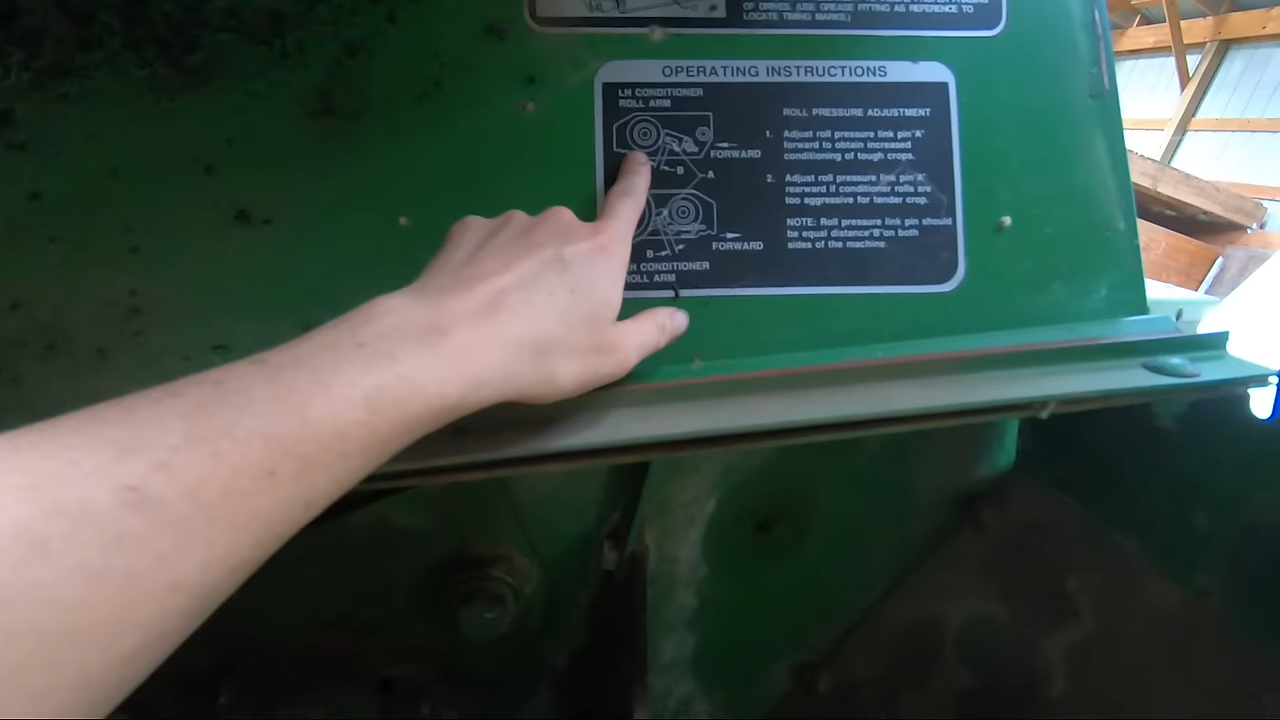 OF DRIVES. (USE GREASE FITTING AS REFERENCE TO
LOCATE TIMING MARKS.)
OPERATING INSTRUCTIONS
LH CONDITIONER
ROLL ARM
FORWARD
B
A
FORWARD
B
H CONDITIONER
ROLL ARM
ROLL PRESSURE ADJUSTMENT
1. Adjust roll pressure link pin "A"
forward to obtain increased
conditioning of tough crops.
2. Adjust roll pressure link pin "A"
rearward if conditioner rolls are
too aggressive for tender crop.
NOTE: Roll pressure link pin should
be equal distance "B" on both
sides of the machine.